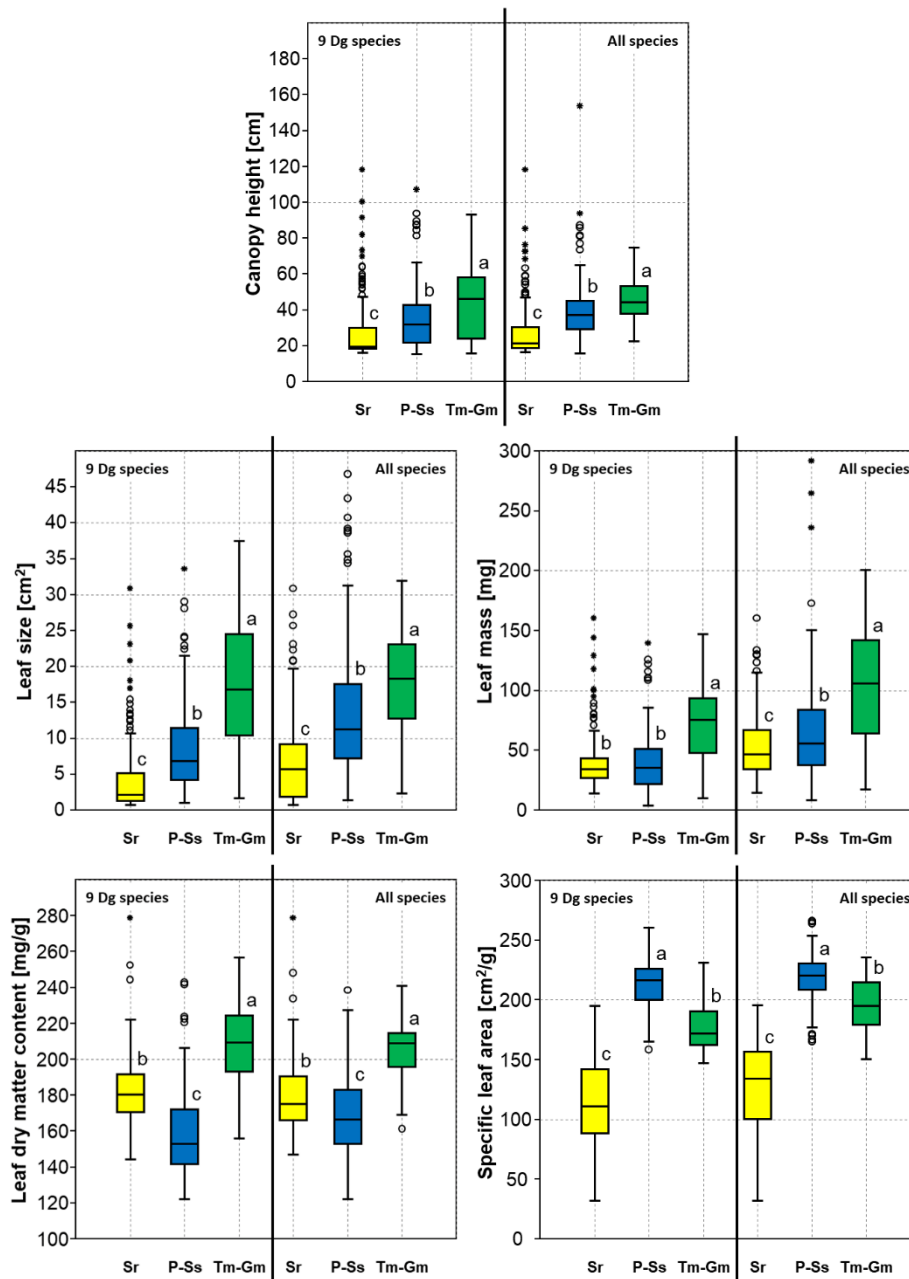 9 Dg species All species
Canopy height [cm]
180
160
140
120
100
80
60
40
20
0
c b a c b a
Sr P-Ss Tm-Gm Sr P-Ss Tm-Gm
9 Dg species All species
Leaf size [cm²]
45
40
35
30
25
20
15
10
5
0
c b a c b a
Sr P-Ss Tm-Gm Sr P-Ss Tm-Gm
9 Dg species All species
Leaf mass [mg]
300
250
200
150
100
50
0
b b a c b a
Sr P-Ss Tm-Gm Sr P-Ss Tm-Gm
9 Dg species All species
Leaf dry matter content [mg/g]
280
260
240
220
200
180
160
140
120
100
b c a b c a
Sr P-Ss Tm-Gm Sr P-Ss Tm-Gm
9 Dg species All species
Specific leaf area [cm²/g]
300
250
200
150
100
50
0
c a b c a b
Sr P-Ss Tm-Gm Sr P-Ss Tm-Gm